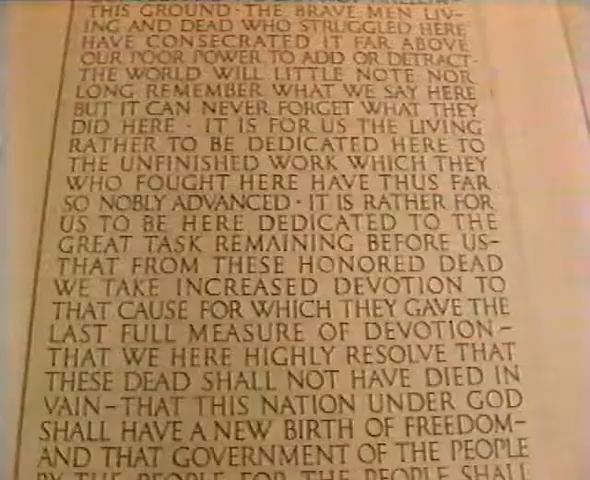 THIS GROUND · THE BRAVE MEN LIV-
ING AND DEAD WHO STRUGGLED HERE
HAVE CONSECRATED IT FAR ABOVE
OUR POOR POWER TO ADD OR DETRACT·
THE WORLD WILL LITTLE NOTE NOR
LONG REMEMBER WHAT WE SAY HERE
BUT IT CAN NEVER FORGET WHAT THEY
DID HERE · IT IS FOR US THE LIVING
RATHER TO BE DEDICATED HERE TO
THE UNFINISHED WORK WHICH THEY
WHO FOUGHT HERE HAVE THUS FAR
SO NOBLY ADVANCED · IT IS RATHER FOR
US TO BE HERE DEDICATED TO THE
GREAT TASK REMAINING BEFORE US–
THAT FROM THESE HONORED DEAD
WE TAKE INCREASED DEVOTION TO
THAT CAUSE FOR WHICH THEY GAVE THE
LAST FULL MEASURE OF DEVOTION–
THAT WE HERE HIGHLY RESOLVE THAT
THESE DEAD SHALL NOT HAVE DIED IN
VAIN–THAT THIS NATION UNDER GOD
SHALL HAVE A NEW BIRTH OF FREEDOM–
AND THAT GOVERNMENT OF THE PEOPLE
BY THE PEOPLE FOR THE PEOPLE SHALL